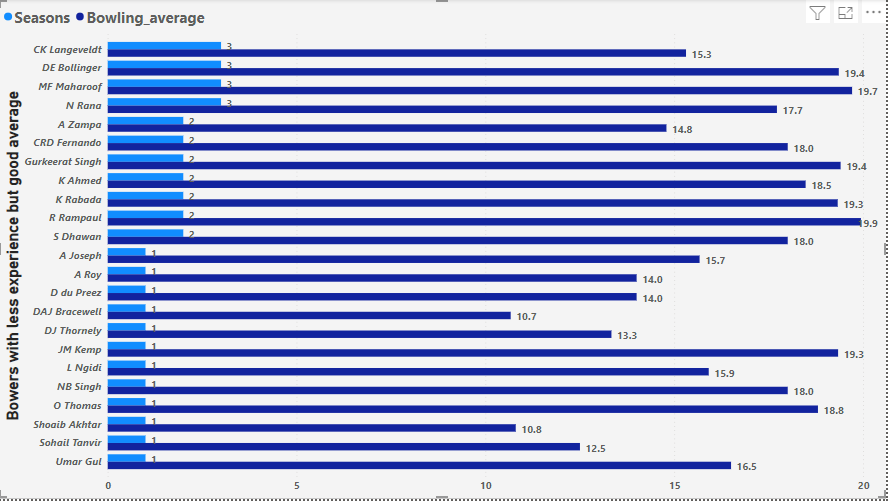 Seasons Bowling_average
Bowers with less experience but good average
CK Langeveldt 3 15.3
DE Bollinger 3 19.4
MF Maharoof 3 19.7
N Rana 3 17.7
A Zampa 2 14.8
CRD Fernando 2 18.0
Gurkeerat Singh 2 19.4
K Ahmed 2 18.5
K Rabada 2 19.3
R Rampaul 2 19.9
S Dhawan 2 18.0
A Joseph 1 15.7
A Roy 1 14.0
D du Preez 1 14.0
DAJ Bracewell 1 10.7
DJ Thornely 1 13.3
JM Kemp 1 19.3
L Ngidi 1 15.9
NB Singh 1 18.0
O Thomas 1 18.8
Shoaib Akhtar 1 10.8
Sohail Tanvir 1 12.5
Umar Gul 1 16.5
0 5 10 15 20